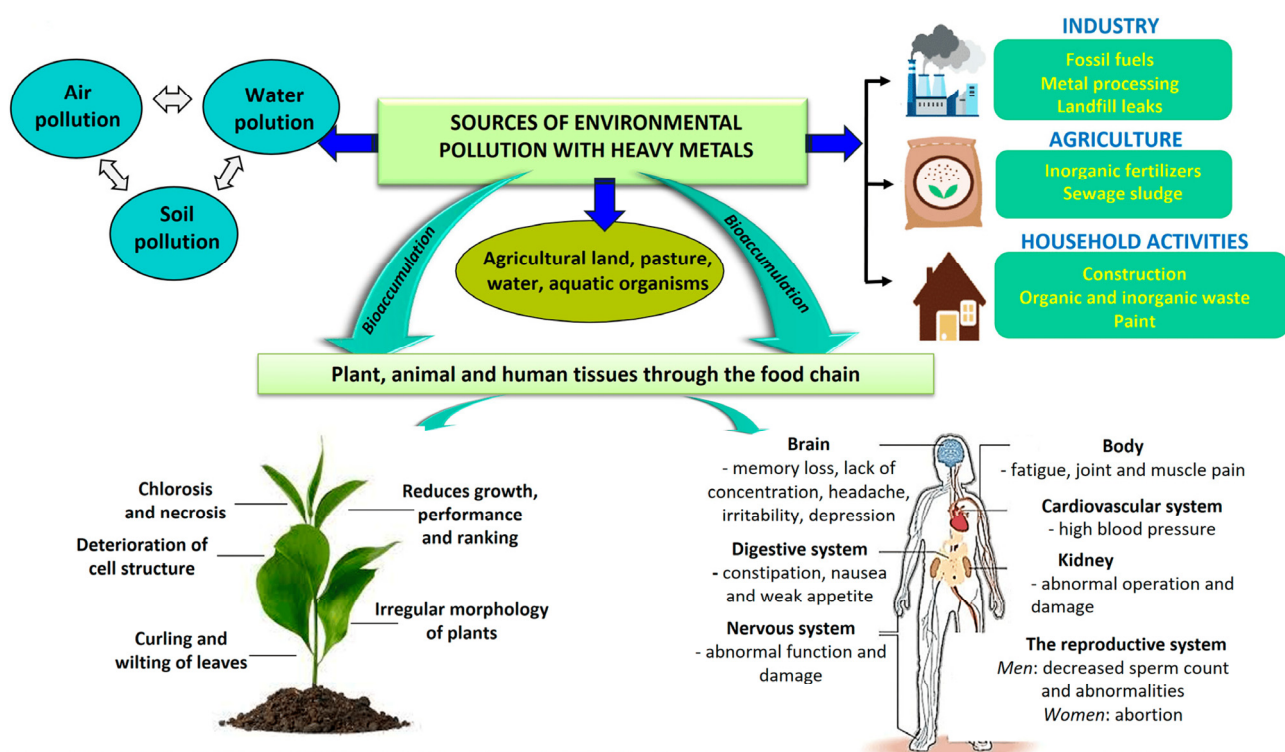 Air
pollution
Water
polution
Soil
pollution
SOURCES OF ENVIRONMENTAL
POLLUTION WITH HEAVY METALS
INDUSTRY
Fossil fuels
Metal processing
Landfill leaks
AGRICULTURE
Inorganic fertilizers
Sewage sludge
HOUSEHOLD ACTIVITIES
Construction
Organic and inorganic waste
Paint
Bioaccumulation
Agricultural land, pasture,
water, aquatic organisms
Bioaccumulation
Plant, animal and human tissues through the food chain
Chlorosis
and necrosis
Deterioration of
cell structure
Curling and
wilting of leaves
Reduces growth,
performance
and ranking
Irregular morphology
of plants
Brain
- memory loss, lack of
concentration, headache,
irritability, depression
Digestive system
- constipation, nausea
and weak appetite
Nervous system
- abnormal function and
damage
Body
- fatigue, joint and muscle pain
Cardiovascular system
- high blood pressure
Kidney
- abnormal operation and
damage
The reproductive system
Men: decreased sperm count
and abnormalities
Women: abortion